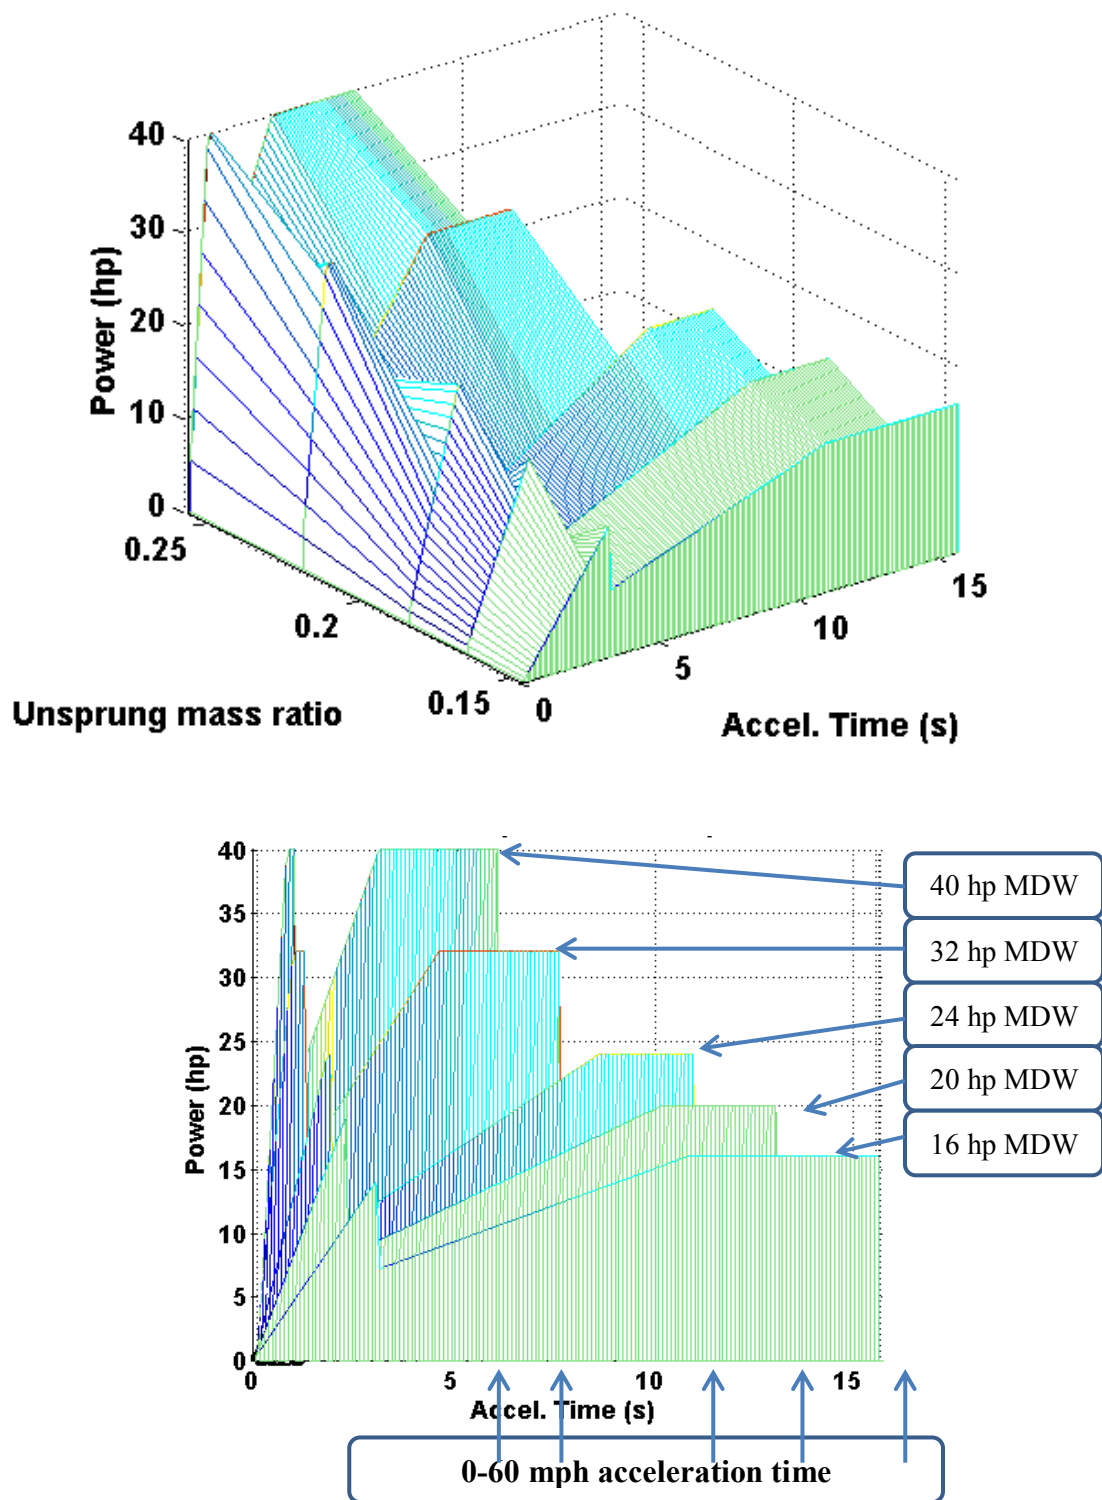 40
30
20
10
0
Power (hp)
0.25
0.2
0.15
Unsprung mass ratio
0
5
10
15
Accel. Time (s)
40
35
30
25
20
15
10
5
0
Power (hp)
0
5
10
15
Accel. Time (s)
40 hp MDW
32 hp MDW
24 hp MDW
20 hp MDW
16 hp MDW
0-60 mph acceleration time